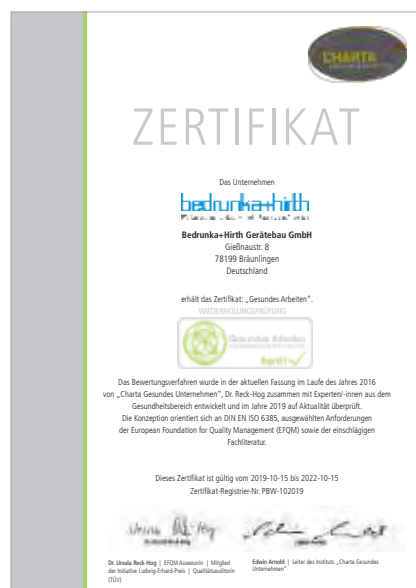 CHARTA
ZERTIFIKAT
Das Unternehmen
bedrunka+hirth
Bedrunka+Hirth Gerätebau GmbH
Gießnaustr. 8
78199 Bräunlingen
Deutschland
erhält das Zertifikat: „Gesundes Arbeiten“.
WIEDERHOLUNGSPRÜFUNG
Gesundes Arbeiten
Geprüft
Das Bewertungsverfahren wurde in der aktuellen Fassung im Laufe des Jahres 2016
von „Charta Gesundes Unternehmen“, Dr. Reck-Hog zusammen mit Experten/-innen aus dem
Gesundheitsbereich entwickelt und im Jahre 2019 auf Aktualität überprüft.
Die Konzeption orientiert sich an DIN EN ISO 6385, ausgewählten Anforderungen
der European Foundation for Quality Management (EFQM) sowie der einschlägigen
Fachliteratur.
Dieses Zertifikat ist gültig vom 2019-10-15 bis 2022-10-15
Zertifikat-Registrier-Nr. PBW-102019
Dr. Ursula Reck-Hog | EFQM Assessorin | Mitglied
der Initiative Ludwig-Erhard-Preis | Qualitätsauditorin
(TÜV)
Edwin Arnold | Leiter des Instituts „Charta Gesundes
Unternehmen“